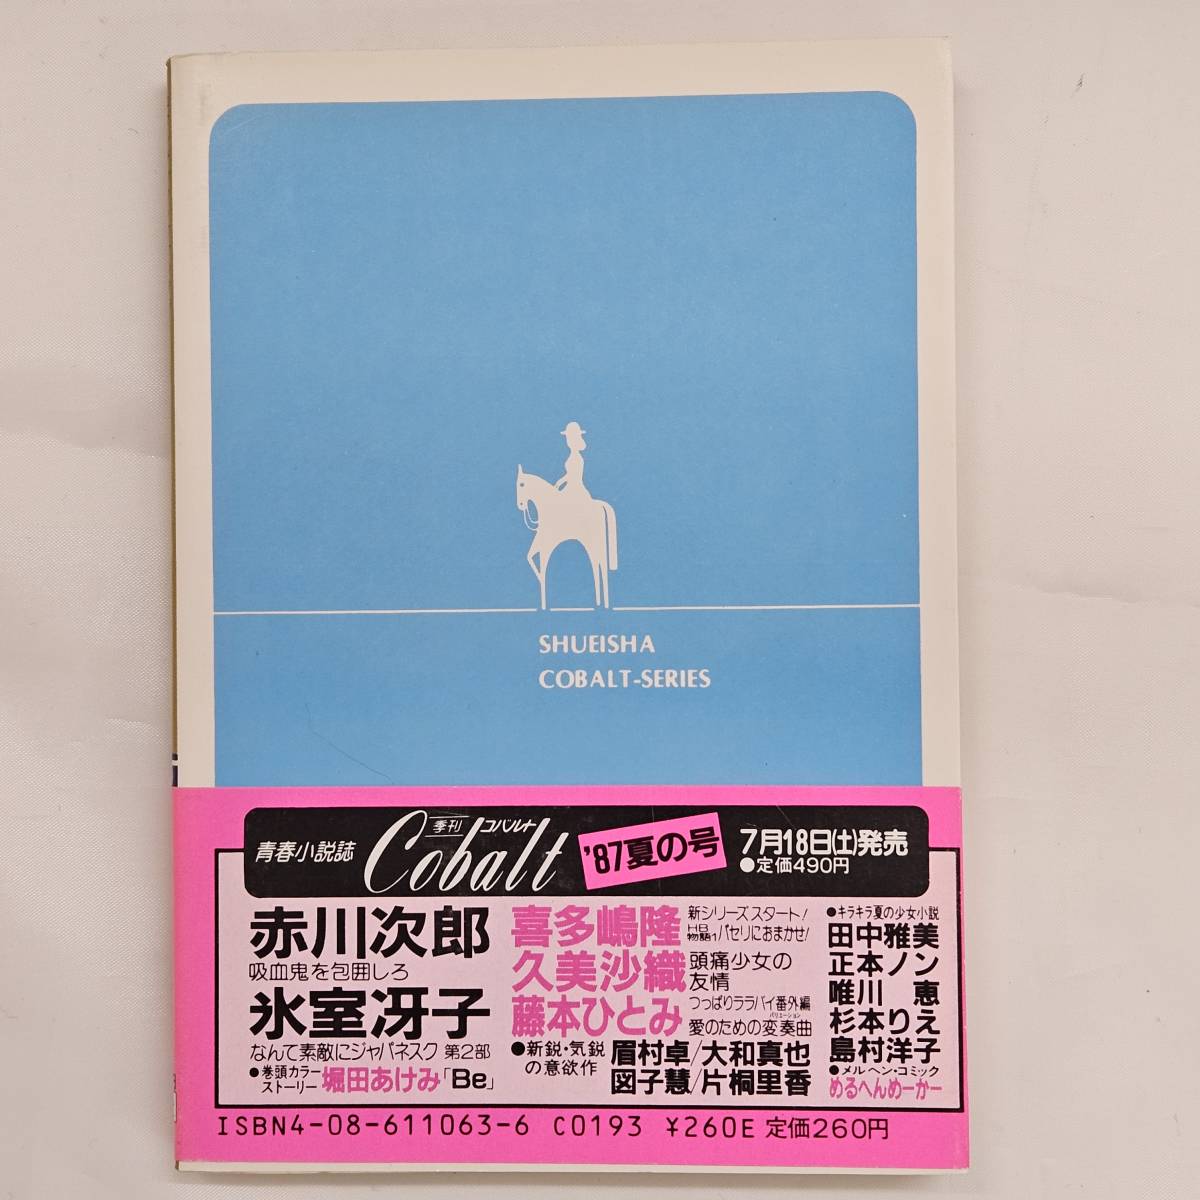 SHUEISHA
COBALT-SERIES
青春小説誌
季刊 コバルト
Cobalt
'87夏の号
7月18日(土)発売
●定価490円
赤川次郎
吸血鬼を包囲しろ
氷室冴子
なんて素敵にジャパネスク 第2部
●巻頭カラーストーリー 堀田あけみ「Be」
喜多嶋隆
新シリーズスタート!
HB物語1 パセリにおまかせ!
久美沙織
頭痛少女の
友情
藤本ひとみ
つっぱりララバイ番外編
愛のための変奏曲
バリエーション
●新鋭・気鋭
の意欲作
眉村卓/大和真也
図子慧/片桐里香
●キラキラ夏の少女小説
田中雅美
正本ノン
唯川 恵
杉本りえ
島村洋子
●メルヘン・コミック
めるへんめーかー
ISBN4-08-611063-6 C0193 ¥260E 定価260円